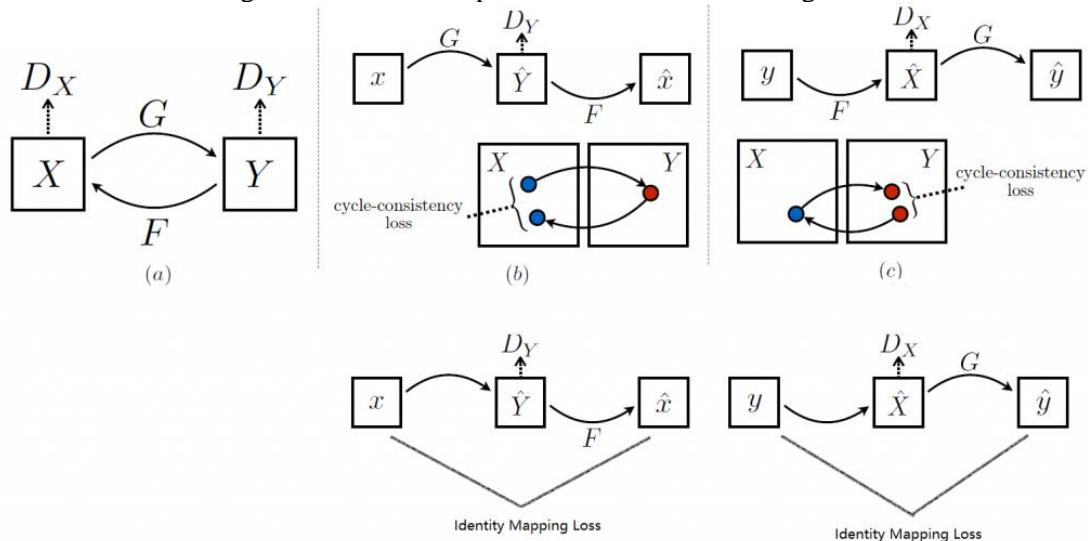 D_X
D_Y
G
X
Y
F
(a)
D_Y
G
x
Ŷ
x̂
F
X
Y
cycle-consistency
loss
(b)
D_X
G
y
X̂
ŷ
F
X
Y
cycle-consistency
loss
(c)
D_Y
x
Ŷ
x̂
F
Identity Mapping Loss
D_X
G
y
X̂
ŷ
Identity Mapping Loss